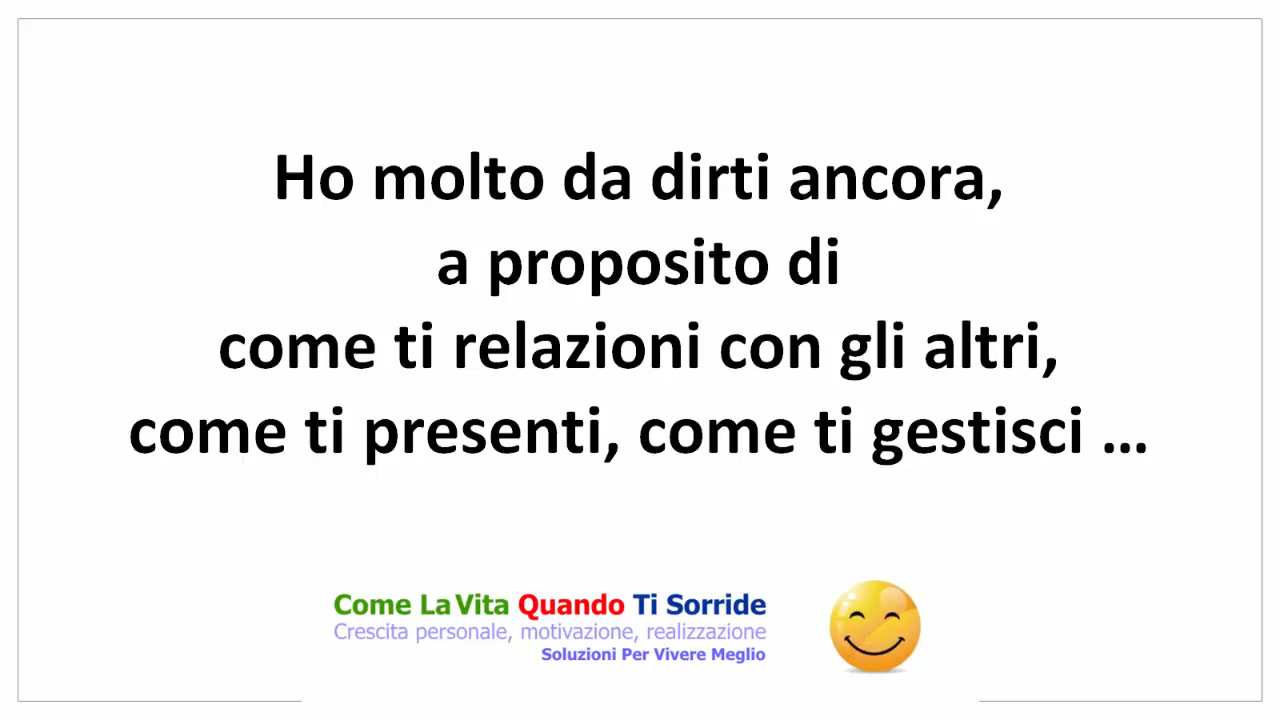 Ho molto da dirti ancora,
a proposito di
come ti relazioni con gli altri,
come ti presenti, come ti gestisci ...
Come La Vita Quando Ti Sorride
Crescita personale, motivazione, realizzazione
Soluzioni Per Vivere Meglio